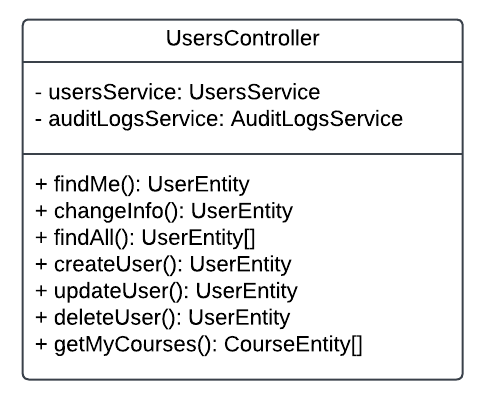 UsersController
- usersService: UsersService
- auditLogsService: AuditLogsService
+ findMe(): UserEntity
+ changeInfo(): UserEntity
+ findAll(): UserEntity[]
+ createUser(): UserEntity
+ updateUser(): UserEntity
+ deleteUser(): UserEntity
+ getMyCourses(): CourseEntity[]